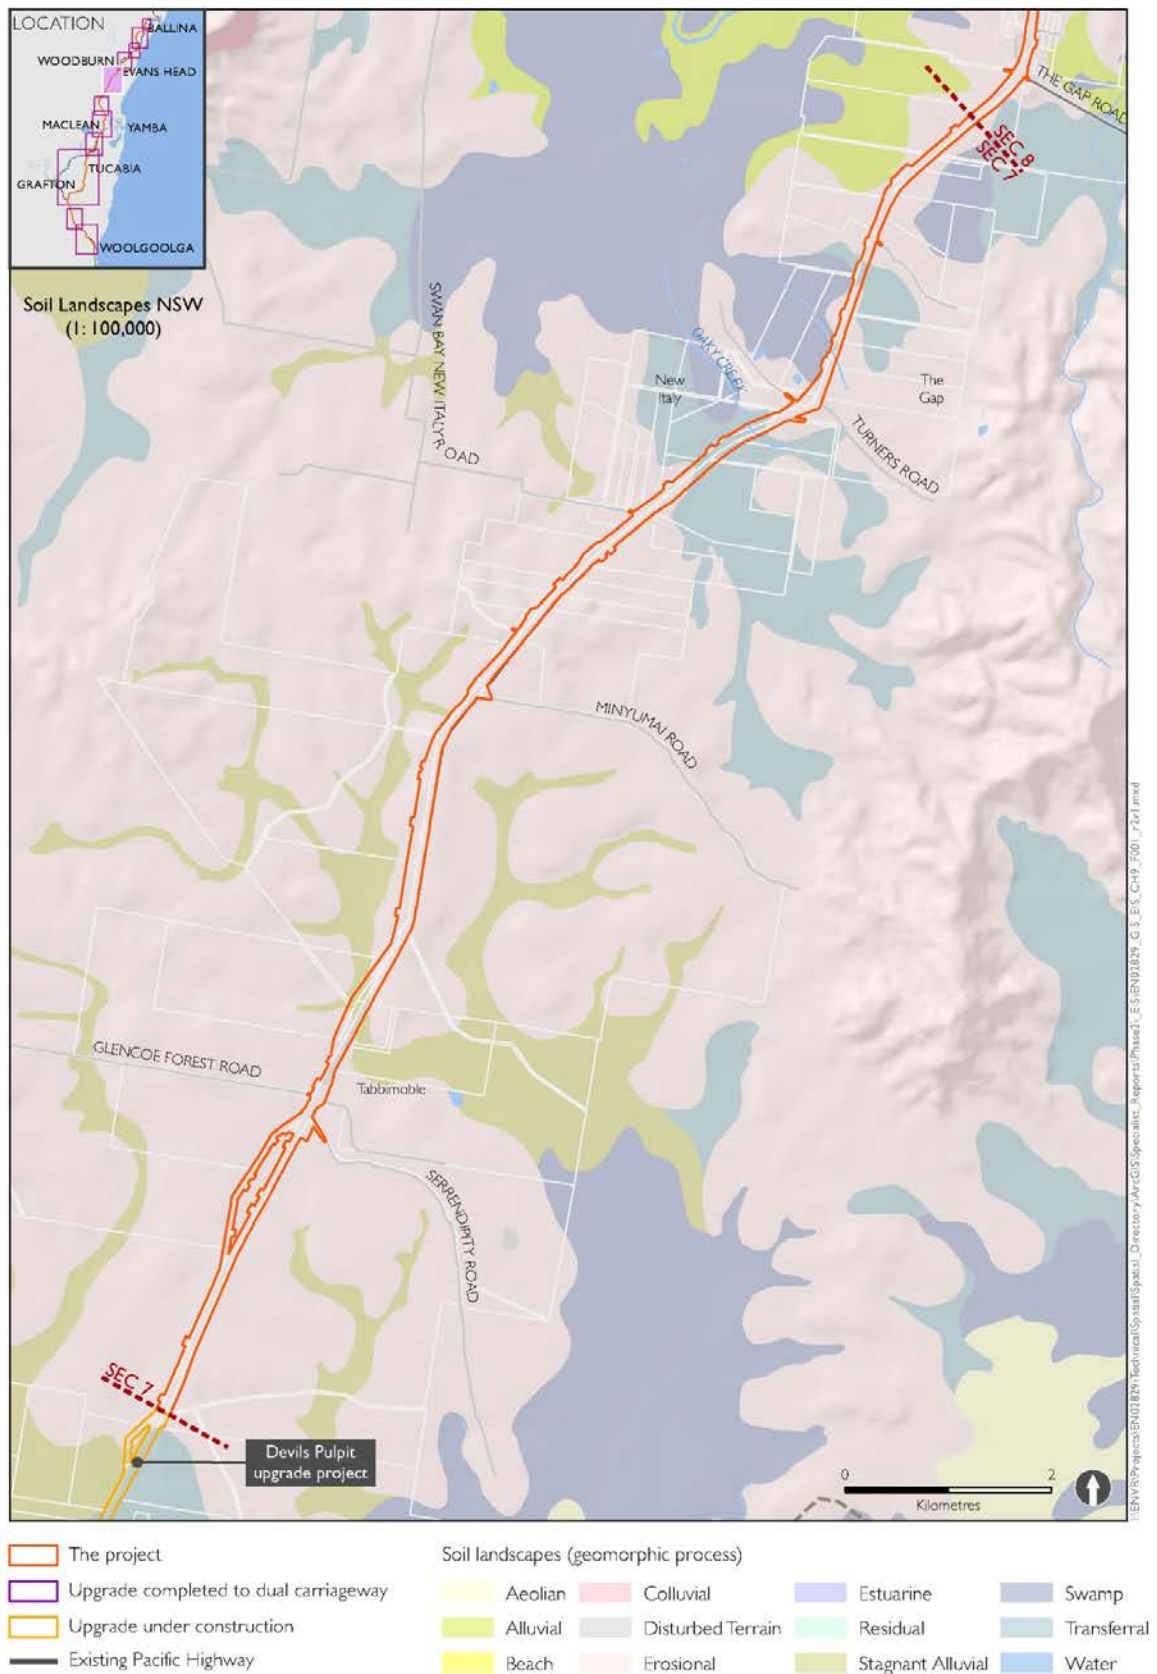 LOCATION
BALLINA
WOODBURN
EVANS HEAD
MACLEAN
YAMBA
TUCABIA
GRAFTON
WOOLGOOLGA
Soil Landscapes NSW
(1: 100,000)
THE GAP ROAD
SEC 8
SEC 7
SWAN BAY NEW ITALY R OAD
OAKY CREEK
New
Italy
The
Gap
TURNERS ROAD
MINYUMAI ROAD
GLENCOE FOREST ROAD
Tabbimoble
SERRENDIPITY ROAD
SEC 7
Devils Pulpit
upgrade project
0 2
Kilometres
The project
Upgrade completed to dual carriageway
Upgrade under construction
Existing Pacific Highway
Soil landscapes (geomorphic process)
Aeolian
Alluvial
Beach
Colluvial
Disturbed Terrain
Erosional
Estuarine
Residual
Stagnant Alluvial
Swamp
Transferral
Water